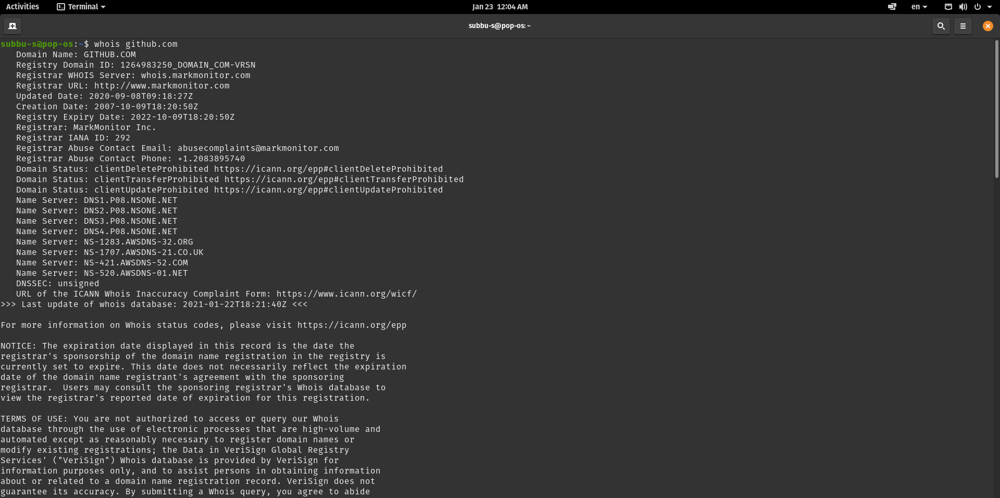 Activities Terminal Jan 23 12:04 AM en
subbu-s@pop-os: ~
subbu-s@pop-os:~$ whois github.com
   Domain Name: GITHUB.COM
   Registry Domain ID: 1264983250_DOMAIN_COM-VRSN
   Registrar WHOIS Server: whois.markmonitor.com
   Registrar URL: http://www.markmonitor.com
   Updated Date: 2020-09-08T09:18:27Z
   Creation Date: 2007-10-09T18:20:50Z
   Registry Expiry Date: 2022-10-09T18:20:50Z
   Registrar: MarkMonitor Inc.
   Registrar IANA ID: 292
   Registrar Abuse Contact Email: abusecomplaints@markmonitor.com
   Registrar Abuse Contact Phone: +1.2083895740
   Domain Status: clientDeleteProhibited https://icann.org/epp#clientDeleteProhibited
   Domain Status: clientTransferProhibited https://icann.org/epp#clientTransferProhibited
   Domain Status: clientUpdateProhibited https://icann.org/epp#clientUpdateProhibited
   Name Server: DNS1.P08.NSONE.NET
   Name Server: DNS2.P08.NSONE.NET
   Name Server: DNS3.P08.NSONE.NET
   Name Server: DNS4.P08.NSONE.NET
   Name Server: NS-1283.AWSDNS-32.ORG
   Name Server: NS-1707.AWSDNS-21.CO.UK
   Name Server: NS-421.AWSDNS-52.COM
   Name Server: NS-520.AWSDNS-01.NET
   DNSSEC: unsigned
   URL of the ICANN Whois Inaccuracy Complaint Form: https://www.icann.org/wicf/
>>> Last update of whois database: 2021-01-22T18:21:40Z <<<

For more information on Whois status codes, please visit https://icann.org/epp

NOTICE: The expiration date displayed in this record is the date the
registrar's sponsorship of the domain name registration in the registry is
currently set to expire. This date does not necessarily reflect the expiration
date of the domain name registrant's agreement with the sponsoring
registrar.  Users may consult the sponsoring registrar's Whois database to
view the registrar's reported date of expiration for this registration.

TERMS OF USE: You are not authorized to access or query our Whois
database through the use of electronic processes that are high-volume and
automated except as reasonably necessary to register domain names or
modify existing registrations; the Data in VeriSign Global Registry
Services' ("VeriSign") Whois database is provided by VeriSign for
information purposes only, and to assist persons in obtaining information
about or related to a domain name registration record. VeriSign does not
guarantee its accuracy. By submitting a Whois query, you agree to abide